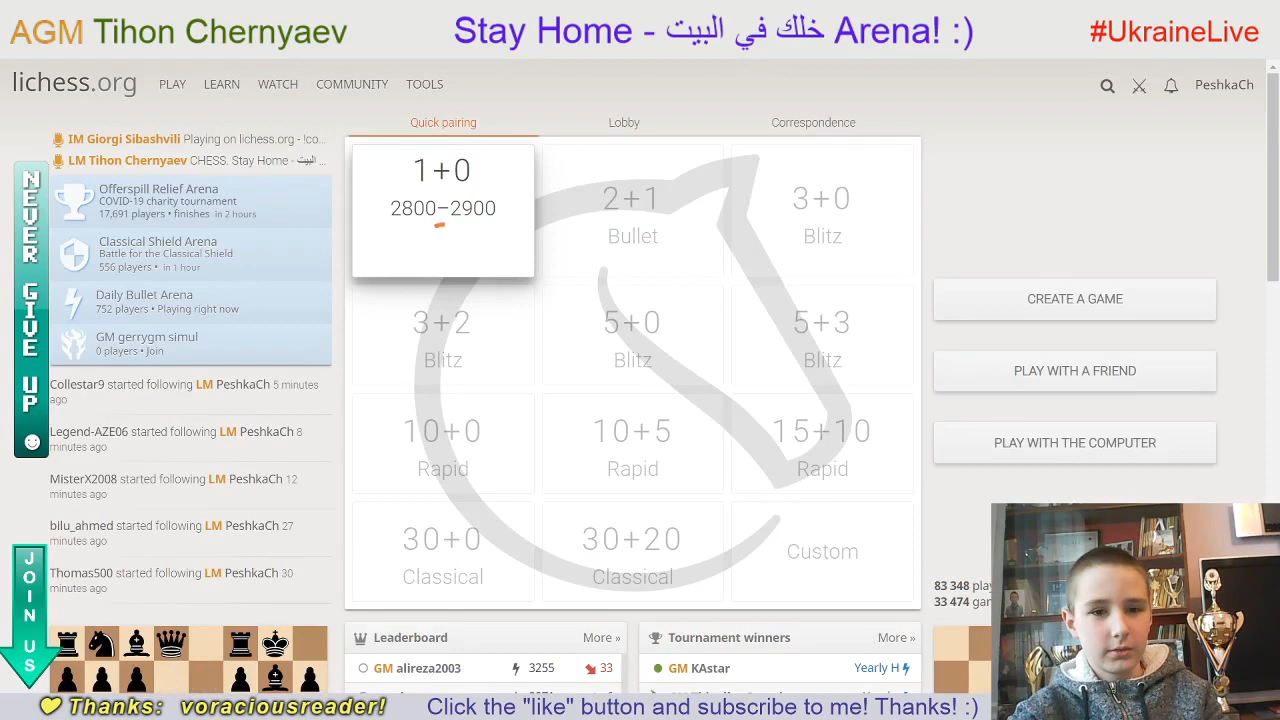 AGM Tihon Chernyaev
Stay Home - خلك في البيت Arena! :)
#UkraineLive
lichess.org
PLAY
LEARN
WATCH
COMMUNITY
TOOLS
PeshkaCh
IM Giorgi Sibashvili Playing on lichess.org - !co...
LM Tihon Chernyaev CHESS. Stay Home - البيت ...
Offerspill Relief Arena
COVID-19 charity tournament
17,691 players • finishes in 2 hours
Classical Shield Arena
Battle for the Classical Shield
556 players • in 1 hour
Daily Bullet Arena
752 players • Playing right now
GM gerrygm simul
0 players • Join
Collestar9 started following LM PeshkaCh 5 minutes
ago
Legend-AZE06 started following LM PeshkaCh 8
minutes ago
MisterX2008 started following LM PeshkaCh 12
minutes ago
bilu_ahmed started following LM PeshkaCh 27
minutes ago
Thomas500 started following LM PeshkaCh 30
minutes ago
NEVER GIVE UP
JOIN US
Quick pairing
Lobby
Correspondence
1+0
2800–2900
2+1
Bullet
3+0
Blitz
3+2
Blitz
5+0
Blitz
5+3
Blitz
10+0
Rapid
10+5
Rapid
15+10
Rapid
30+0
Classical
30+20
Classical
Custom
CREATE A GAME
PLAY WITH A FRIEND
PLAY WITH THE COMPUTER
83 348
33 474
Leaderboard
More »
GM alireza2003
3255
33
Tournament winners
More »
GM KAstar
Yearly H
Thanks: voraciousreader!
Click the "like" button and subscribe to me! Thanks! :)